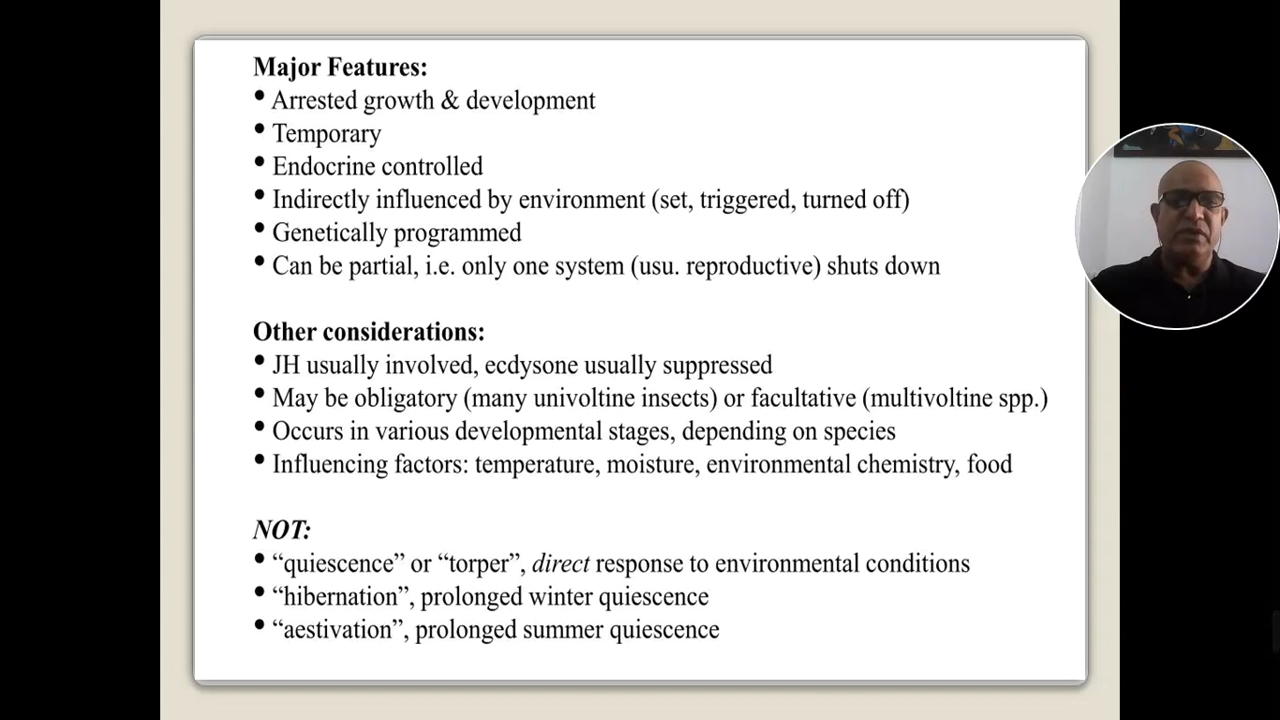 Major Features:
• Arrested growth & development
• Temporary
• Endocrine controlled
• Indirectly influenced by environment (set, triggered, turned off)
• Genetically programmed
• Can be partial, i.e. only one system (usu. reproductive) shuts down
Other considerations:
• JH usually involved, ecdysone usually suppressed
• May be obligatory (many univoltine insects) or facultative (multivoltine spp.)
• Occurs in various developmental stages, depending on species
• Influencing factors: temperature, moisture, environmental chemistry, food
NOT:
• “quiescence” or “torper”, direct response to environmental conditions
• “hibernation”, prolonged winter quiescence
• “aestivation”, prolonged summer quiescence